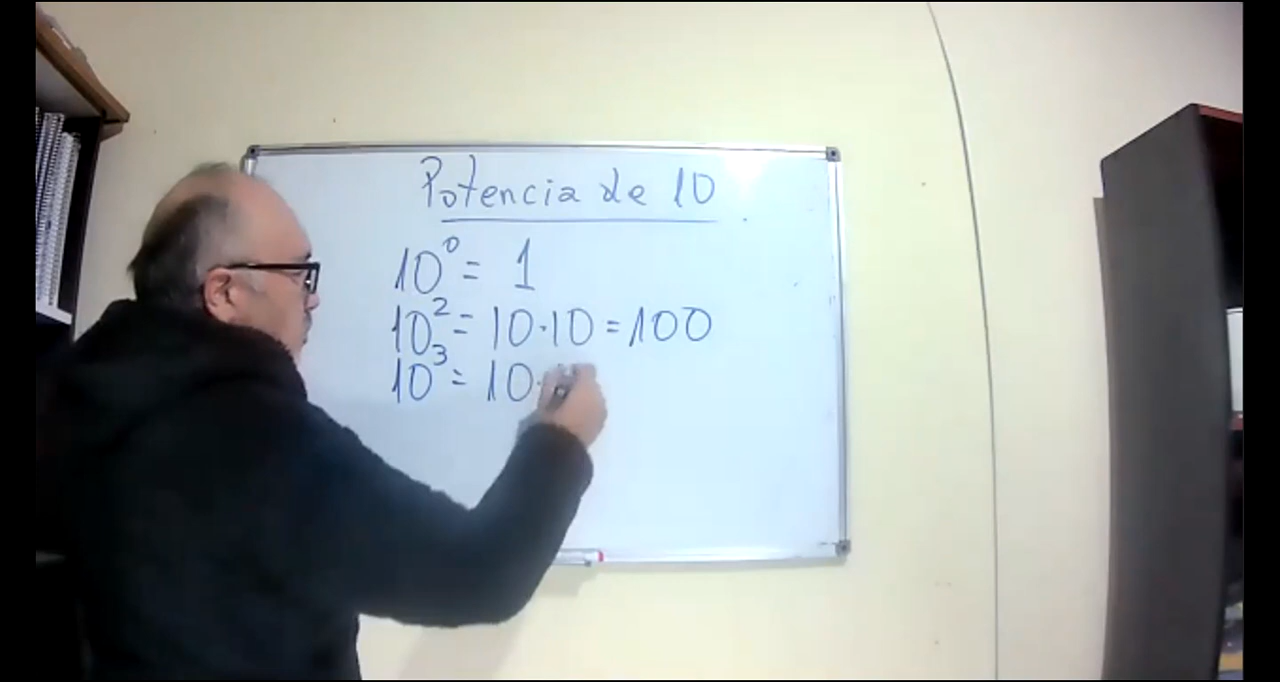 Potencia de 10
10⁰ = 1
10² = 10·10 = 100
10³ = 10·